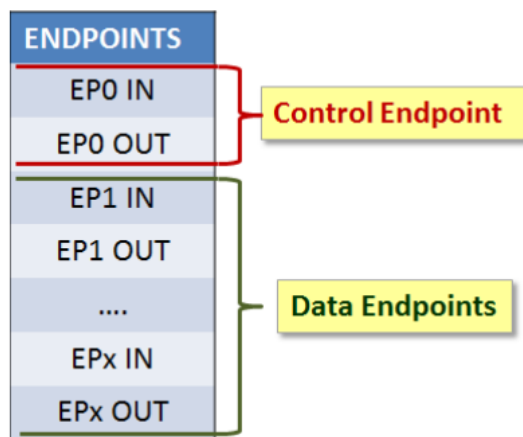 ENDPOINTS
EP0 IN
EP0 OUT
Control Endpoint
EP1 IN
EP1 OUT
....
EPx IN
EPx OUT
Data Endpoints